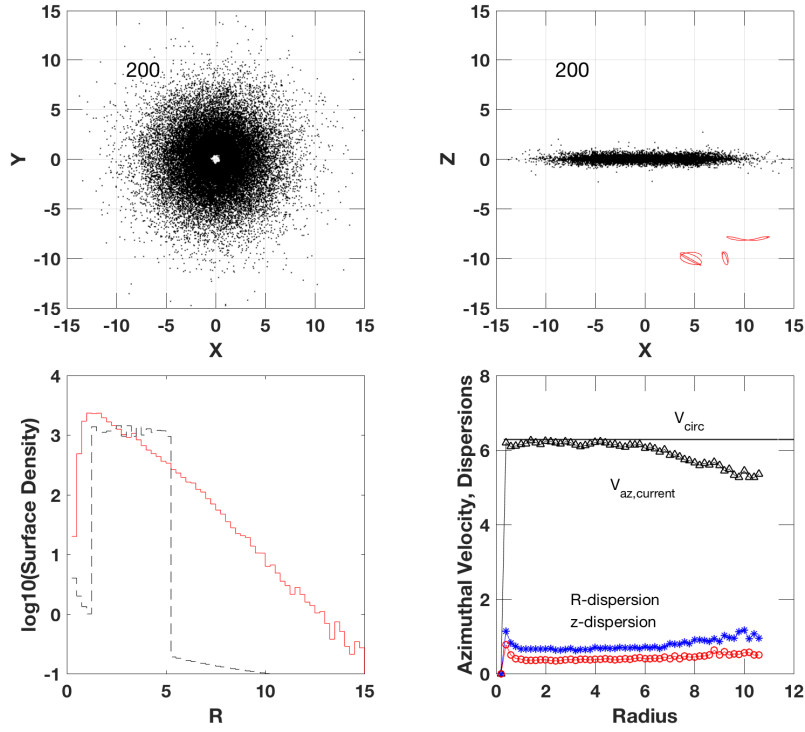 15
10
5
0
-5
-10
-15
-15 -10 -5 0 5 10 15
X
Y
200
15
10
5
0
-5
-10
-15
-15 -10 -5 0 5 10 15
X
Z
200
4
3
2
1
0
-1
0 5 10 15
R
log10(Surface Density)
8
6
4
2
0
0 2 4 6 8 10 12 14
Radius
Azimuthal Velocity, Dispersions
Vcirc
Vaz,current
R-dispersion
z-dispersion